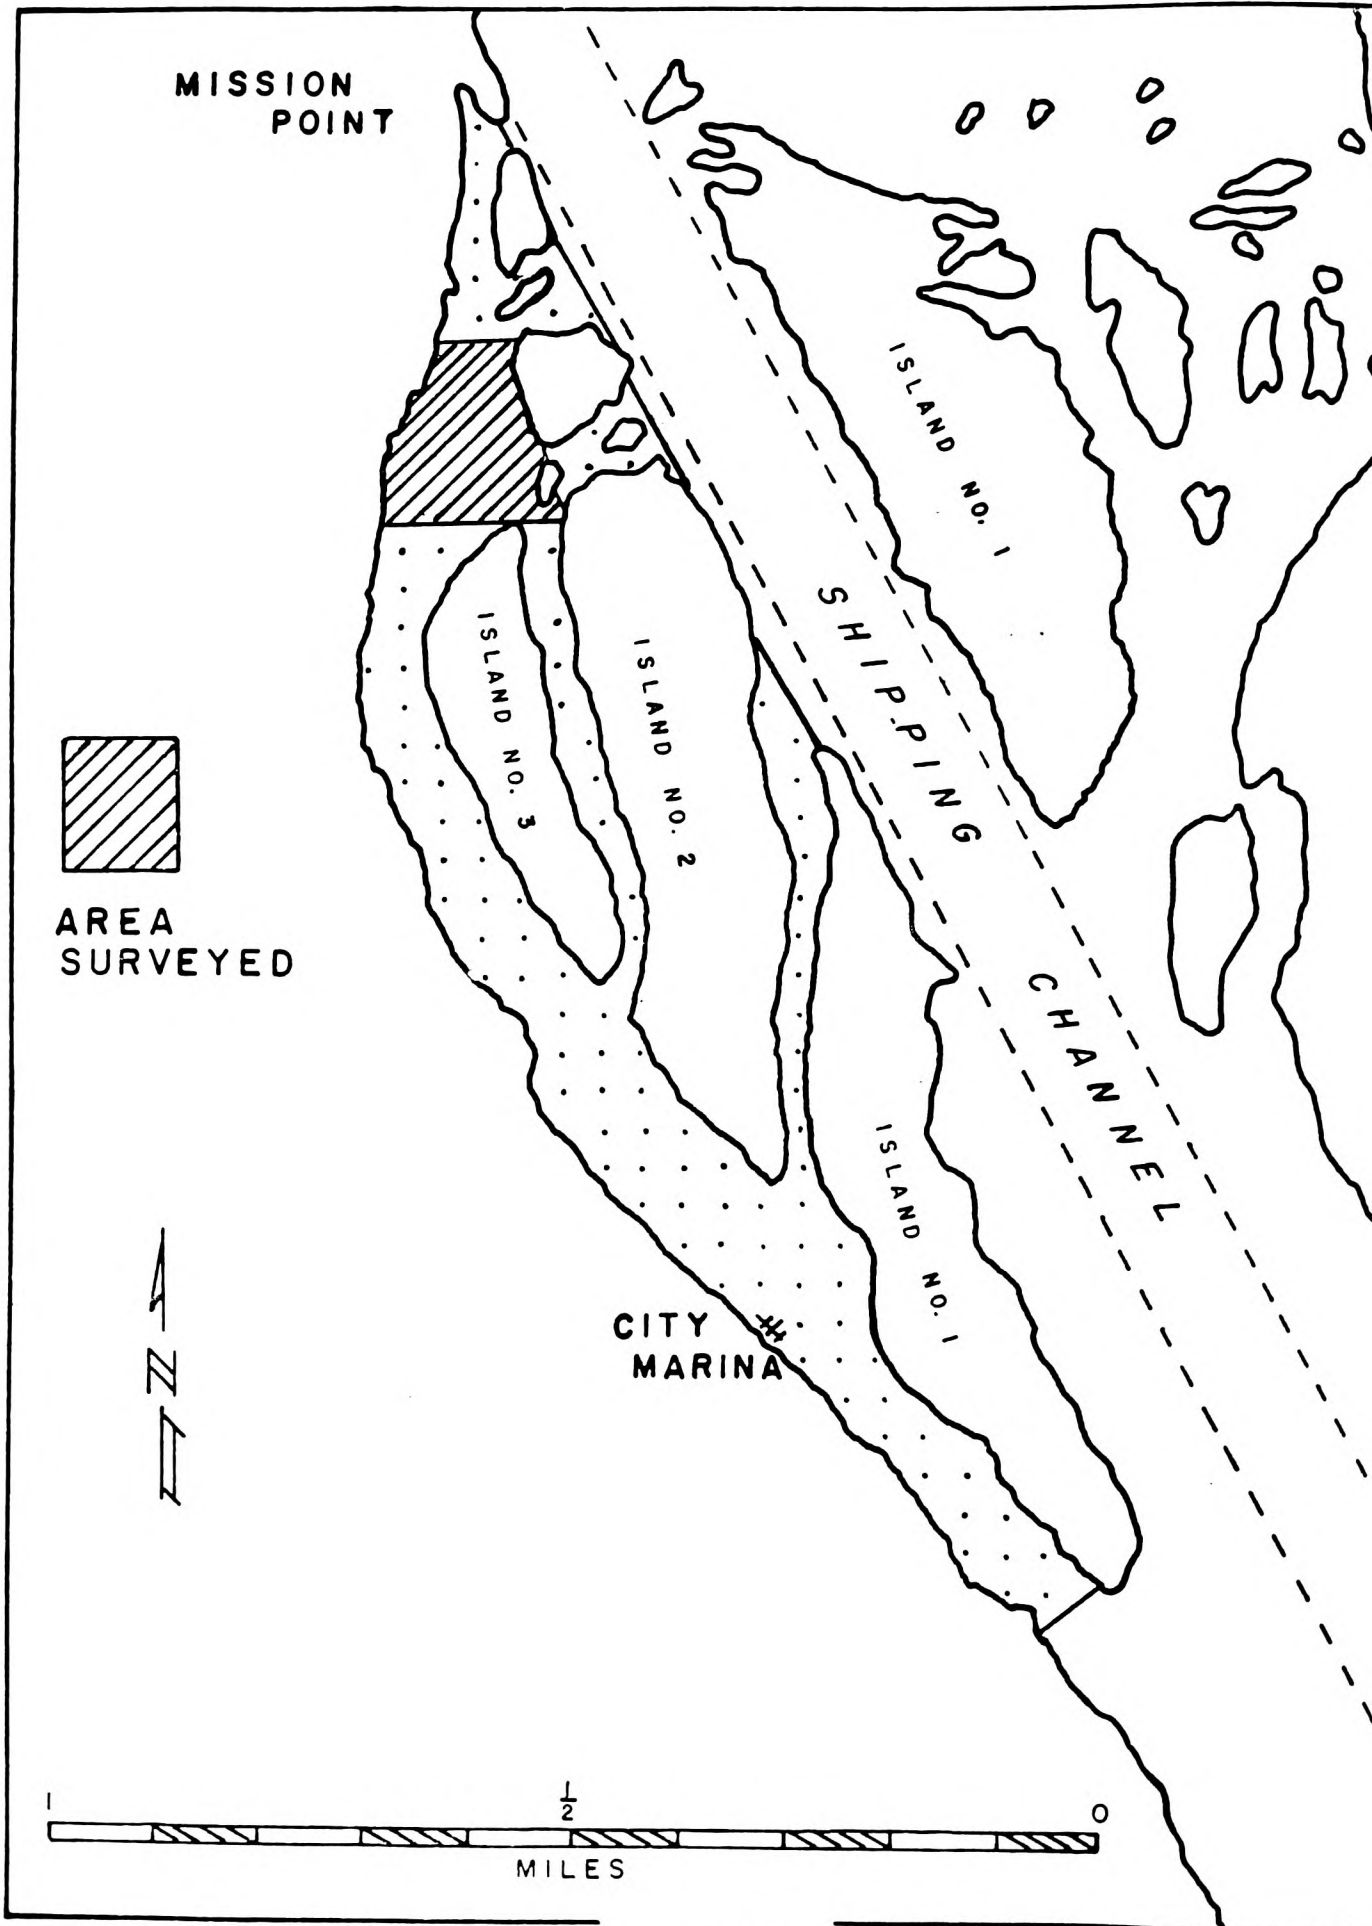 MISSION
POINT
ISLAND NO. 1
SHIPPING
ISLAND NO. 3
ISLAND NO. 2
AREA
SURVEYED
CHANNEL
ISLAND NO. 1
N
CITY
MARINA
1 1/2 0
MILES